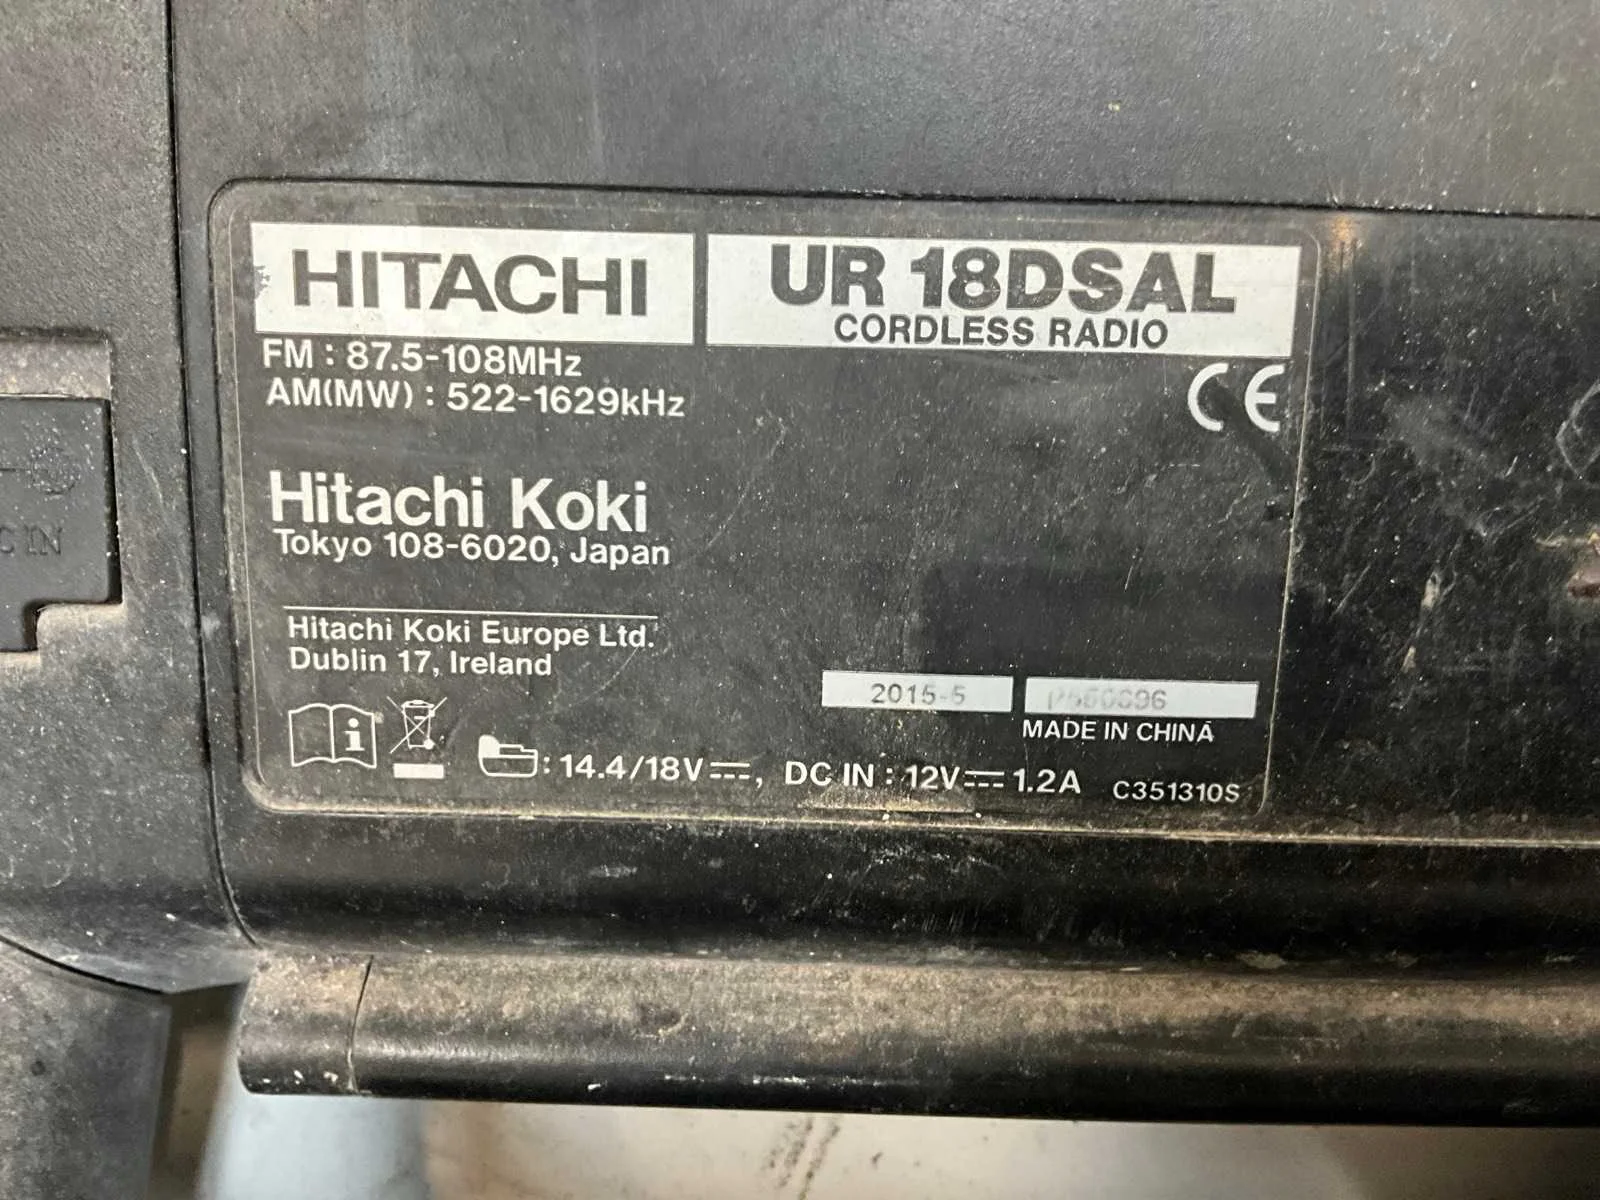 HITACHI
UR 18DSAL
CORDLESS RADIO
FM : 87.5-108MHz
AM(MW) : 522-1629kHz
CE
Hitachi Koki
Tokyo 108-6020, Japan
Hitachi Koki Europe Ltd.
Dublin 17, Ireland
2015-5
MADE IN CHINA
i
: 14.4/18V⎓, DC IN : 12V⎓1.2A
C351310S
IN